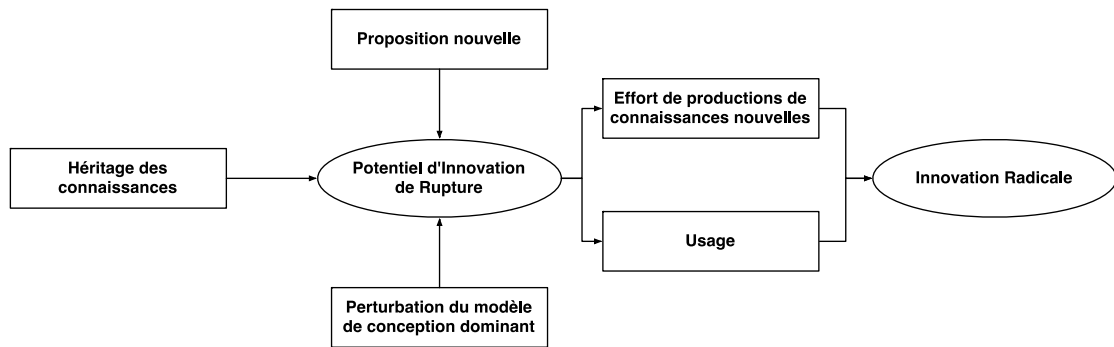 Proposition nouvelle
Héritage des
connaissances
Potentiel d'Innovation
de Rupture
Perturbation du modèle
de conception dominant
Effort de productions de
connaissances nouvelles
Usage
Innovation Radicale